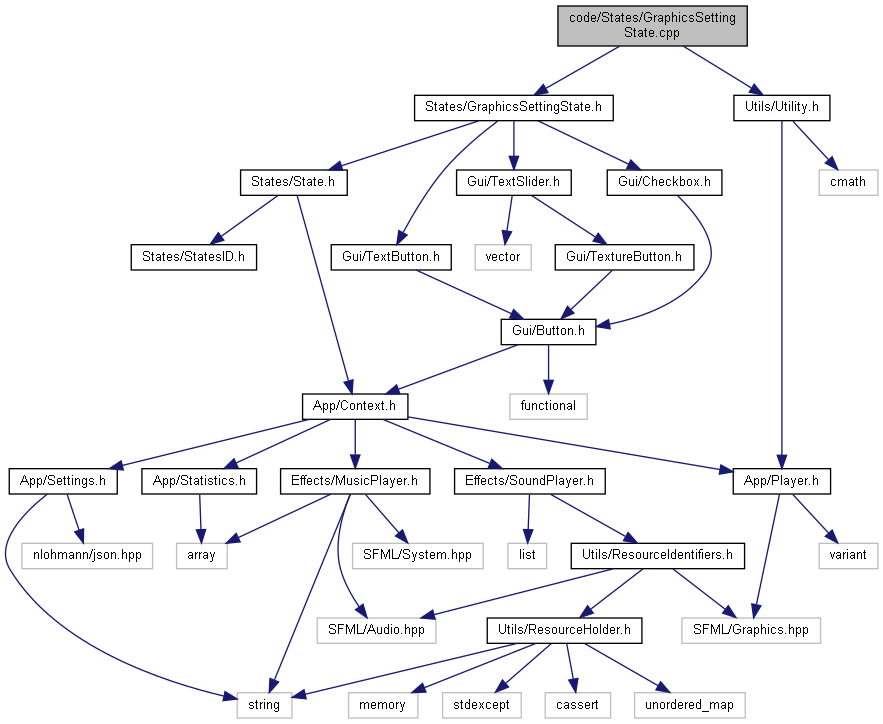 code/States/GraphicsSetting
State.cpp
States/GraphicsSettingState.h
Utils/Utility.h
States/State.h
Gui/TextSlider.h
Gui/Checkbox.h
cmath
States/StatesID.h
Gui/TextButton.h
vector
Gui/TextureButton.h
Gui/Button.h
App/Context.h
functional
App/Settings.h
App/Statistics.h
Effects/MusicPlayer.h
Effects/SoundPlayer.h
App/Player.h
nlohmann/json.hpp
array
SFML/System.hpp
list
Utils/ResourceIdentifiers.h
variant
SFML/Audio.hpp
Utils/ResourceHolder.h
SFML/Graphics.hpp
string
memory
stdexcept
cassert
unordered_map